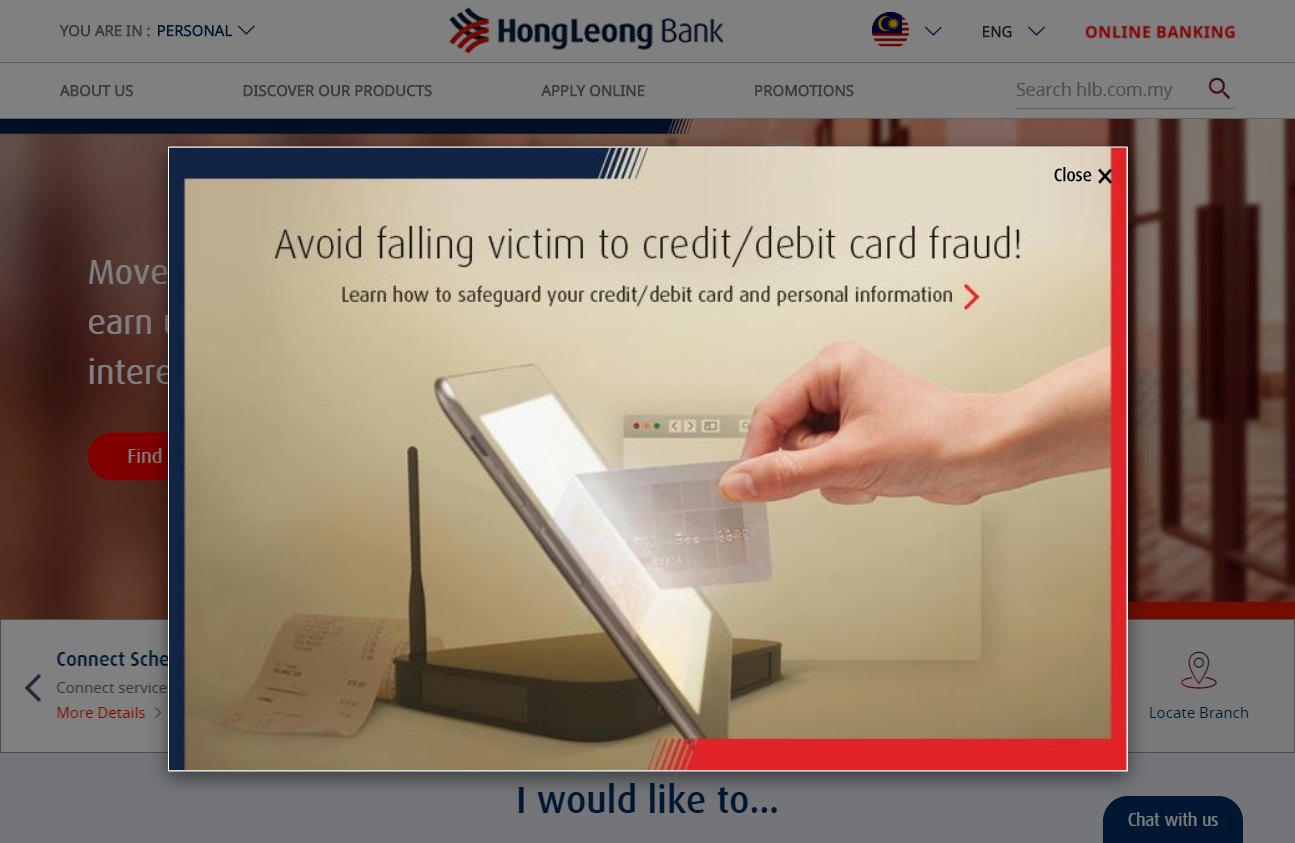 YOU ARE IN : PERSONAL
HongLeong Bank
ENG
ONLINE BANKING
ABOUT US
DISCOVER OUR PRODUCTS
APPLY ONLINE
PROMOTIONS
Search hlb.com.my
Close
Avoid falling victim to credit/debit card fraud!
Learn how to safeguard your credit/debit card and personal information
Move
earn
intere
Find
Connect Sche
Connect service
More Details
Locate Branch
I would like to...
Chat with us